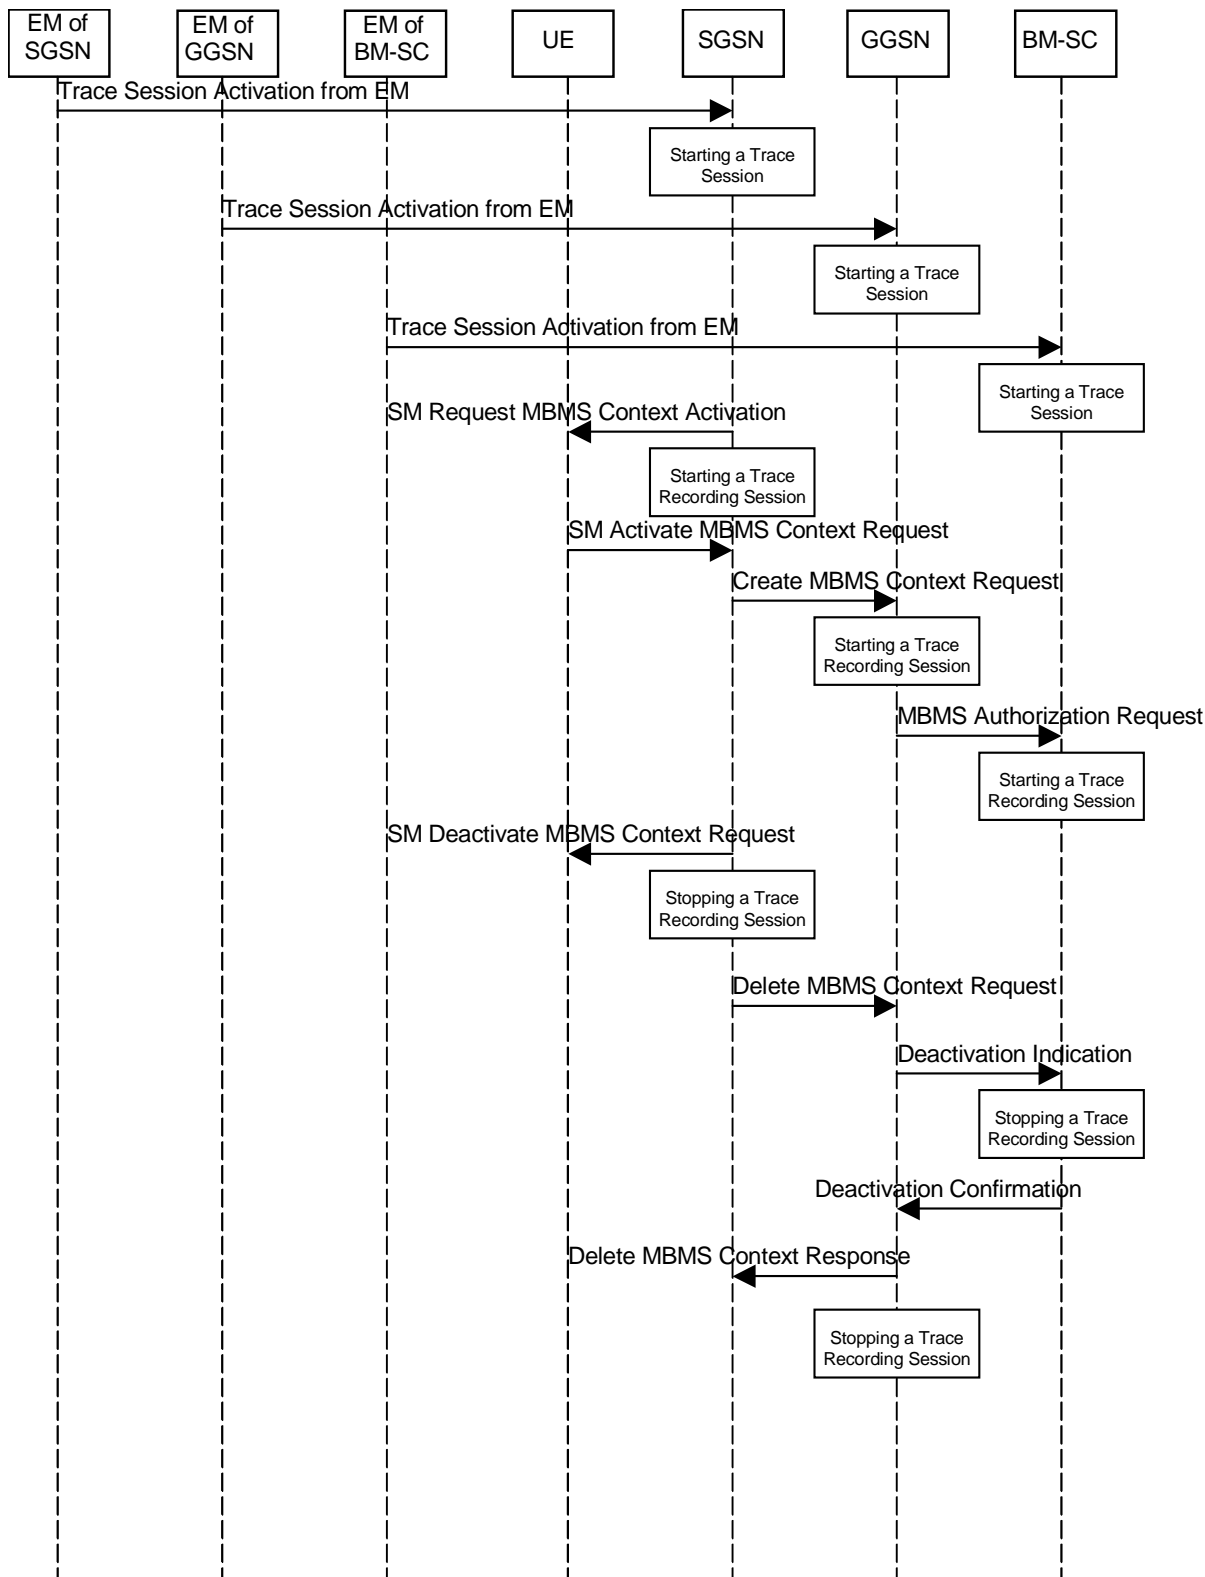 EM of
SGSN
EM of
GGSN
EM of
BM-SC
UE
SGSN
GGSN
BM-SC
Trace Session Activation from EM
Starting a Trace
Session
Trace Session Activation from EM
Starting a Trace
Session
Trace Session Activation from EM
Starting a Trace
Session
SM Request MBMS Context Activation
Starting a Trace
Recording Session
SM Activate MBMS Context Request
Create MBMS Context Request
Starting a Trace
Recording Session
MBMS Authorization Request
Starting a Trace
Recording Session
SM Deactivate MBMS Context Request
Stopping a Trace
Recording Session
Delete MBMS Context Request
Deactivation Indication
Stopping a Trace
Recording Session
Deactivation Confirmation
Delete MBMS Context Response
Stopping a Trace
Recording Session